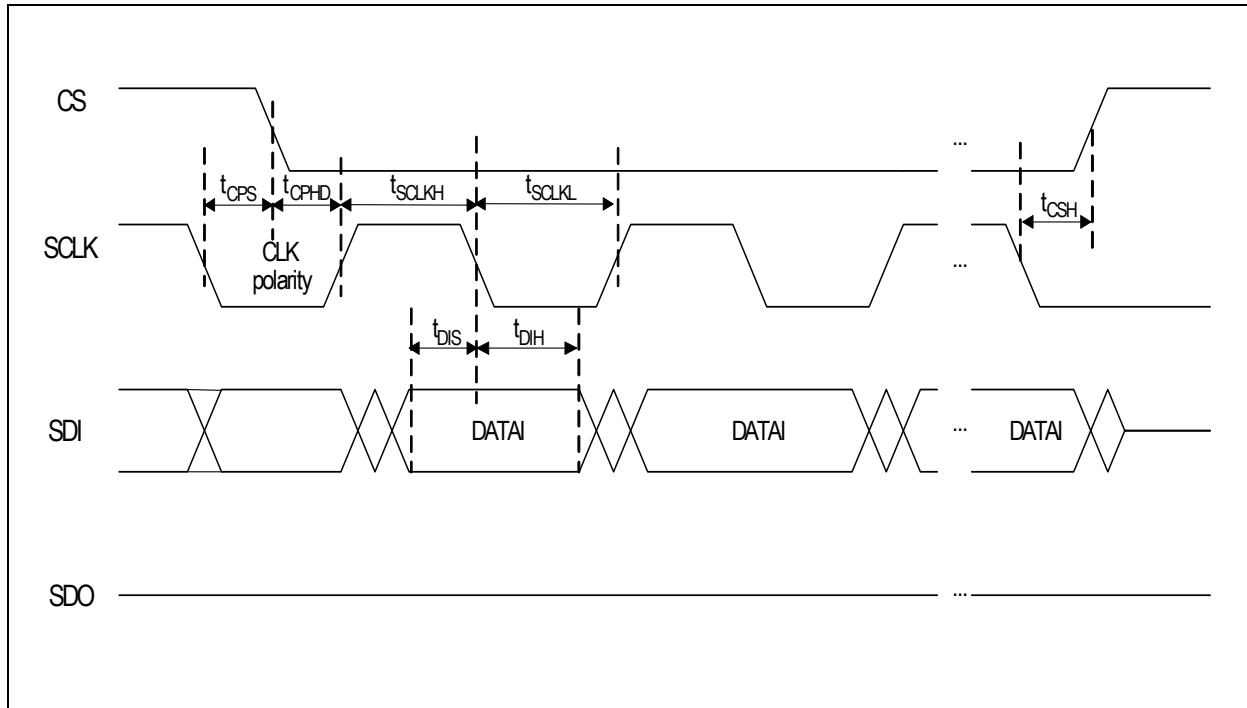 CS
...
tCPS
tCPHD
tSCLKH
tSCLKL
tCSH
SCLK
CLK
polarity
...
tDIS
tDIH
SDI
DATAI
DATAI
...
DATAI
SDO
...